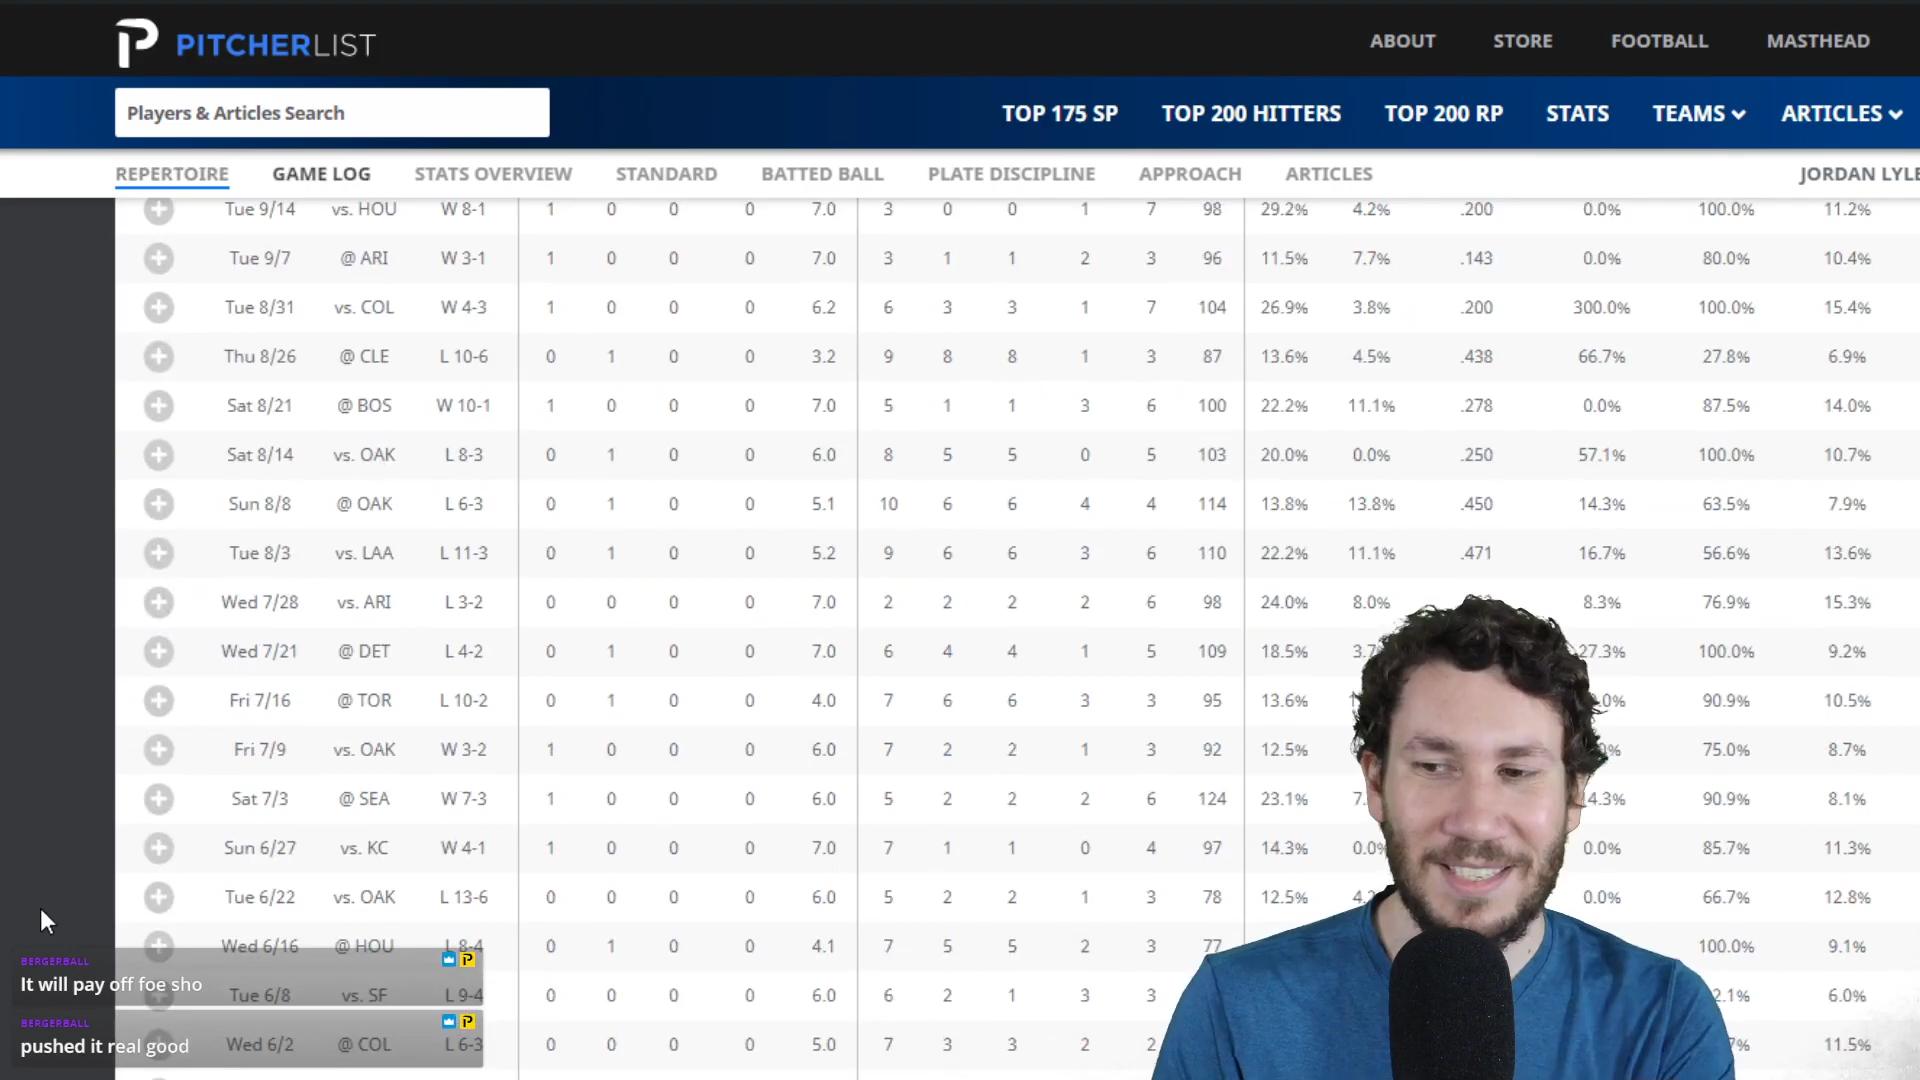 PITCHERLIST
ABOUT STORE FOOTBALL MASTHEAD
Players & Articles Search
TOP 175 SP TOP 200 HITTERS TOP 200 RP STATS TEAMS ARTICLES
REPERTOIRE GAME LOG STATS OVERVIEW STANDARD BATTED BALL PLATE DISCIPLINE APPROACH ARTICLES JORDAN LYLE
Tue 9/14 vs. HOU W 8-1 1 0 0 0 7.0 3 0 0 1 7 98 29.2% 4.2% .200 0.0% 100.0% 11.2%
Tue 9/7 @ ARI W 3-1 1 0 0 0 7.0 3 1 1 2 3 96 11.5% 7.7% .143 0.0% 80.0% 10.4%
Tue 8/31 vs. COL W 4-3 1 0 0 0 6.2 6 3 3 1 7 104 26.9% 3.8% .200 300.0% 100.0% 15.4%
Thu 8/26 @ CLE L 10-6 0 1 0 0 3.2 9 8 8 1 3 87 13.6% 4.5% .438 66.7% 27.8% 6.9%
Sat 8/21 @ BOS W 10-1 1 0 0 0 7.0 5 1 1 3 6 100 22.2% 11.1% .278 0.0% 87.5% 14.0%
Sat 8/14 vs. OAK L 8-3 0 1 0 0 6.0 8 5 5 0 5 103 20.0% 0.0% .250 57.1% 100.0% 10.7%
Sun 8/8 @ OAK L 6-3 0 1 0 0 5.1 10 6 6 4 4 114 13.8% 13.8% .450 14.3% 63.5% 7.9%
Tue 8/3 vs. LAA L 11-3 0 1 0 0 5.2 9 6 6 3 6 110 22.2% 11.1% .471 16.7% 56.6% 13.6%
Wed 7/28 vs. ARI L 3-2 0 0 0 0 7.0 2 2 2 2 6 98 24.0% 8.0% 8.3% 76.9% 15.3%
Wed 7/21 @ DET L 4-2 0 1 0 0 7.0 6 4 4 1 5 109 18.5% 3.7 27.3% 100.0% 9.2%
Fri 7/16 @ TOR L 10-2 0 1 0 0 4.0 7 6 6 3 3 95 13.6% 90.9% 10.5%
Fri 7/9 vs. OAK W 3-2 1 0 0 0 6.0 7 2 2 1 3 92 12.5% 75.0% 8.7%
Sat 7/3 @ SEA W 7-3 1 0 0 0 6.0 5 2 2 2 6 124 23.1% 7. 4.3% 90.9% 8.1%
Sun 6/27 vs. KC W 4-1 1 0 0 0 7.0 7 1 1 0 4 97 14.3% 0.0% 0.0% 85.7% 11.3%
Tue 6/22 vs. OAK L 13-6 0 0 0 0 6.0 5 2 2 1 3 78 12.5% 4. 0.0% 66.7% 12.8%
Wed 6/16 @ HOU L 8-4 0 1 0 0 4.1 7 5 5 2 3 77 100.0% 9.1%
Tue 6/8 vs. SF L 9-4 0 0 0 0 6.0 6 2 1 3 3 2.1% 6.0%
Wed 6/2 @ COL L 6-3 0 0 0 0 5.0 7 3 3 2 2 11.5%
BERGERBALL
It will pay off foe sho
BERGERBALL
pushed it real good